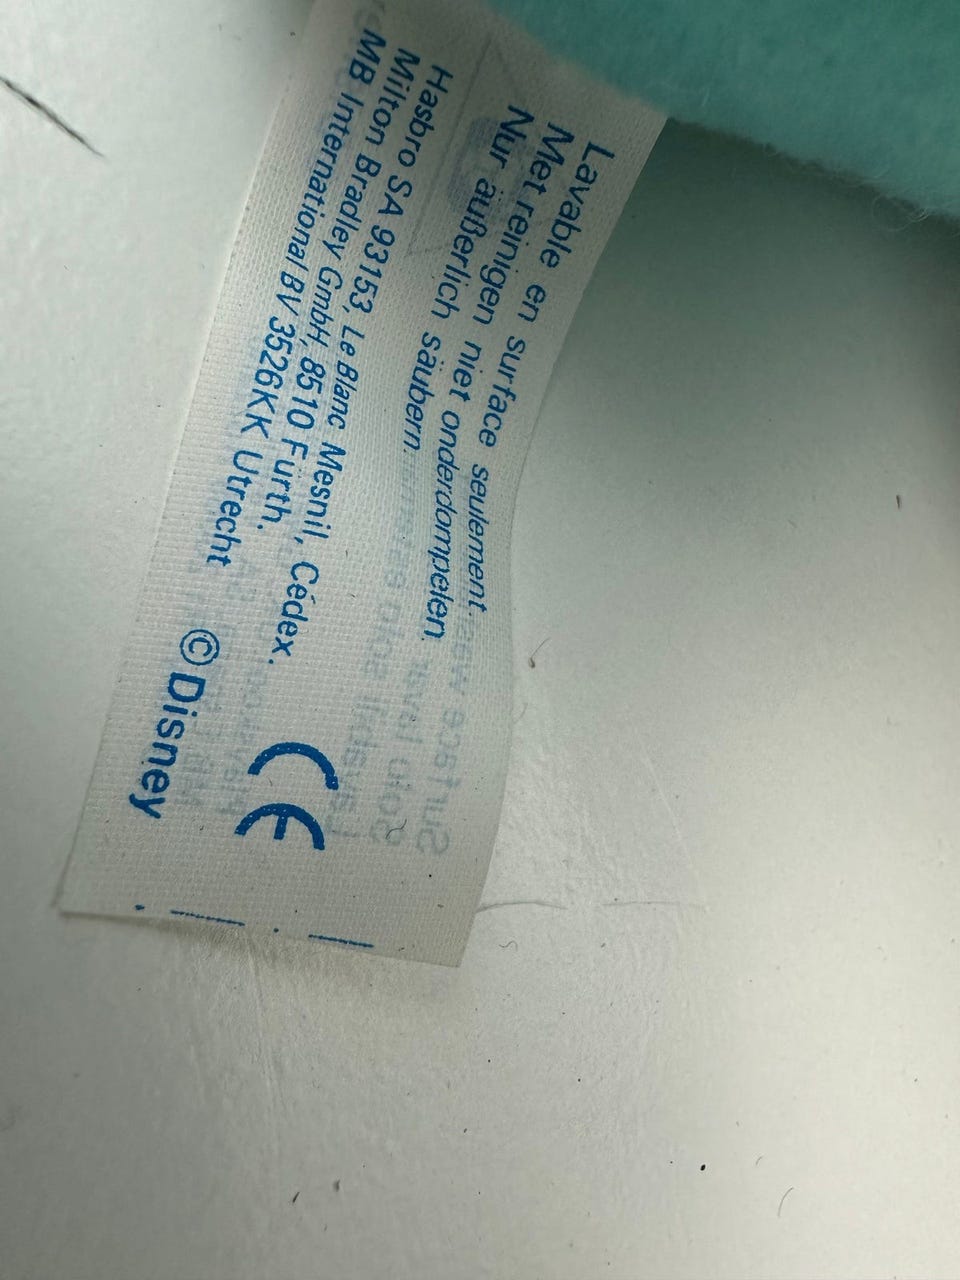 Lavable en surface seulement.
Met reinigen niet onderdompelen.
Nur äußerlich säubern.
Hasbro SA 93153, Le Blanc Mesnil, Cédex.
Milton Bradley GmbH, 8510 Furth.
MB International BV 3526KK Utrecht
© Disney
CE